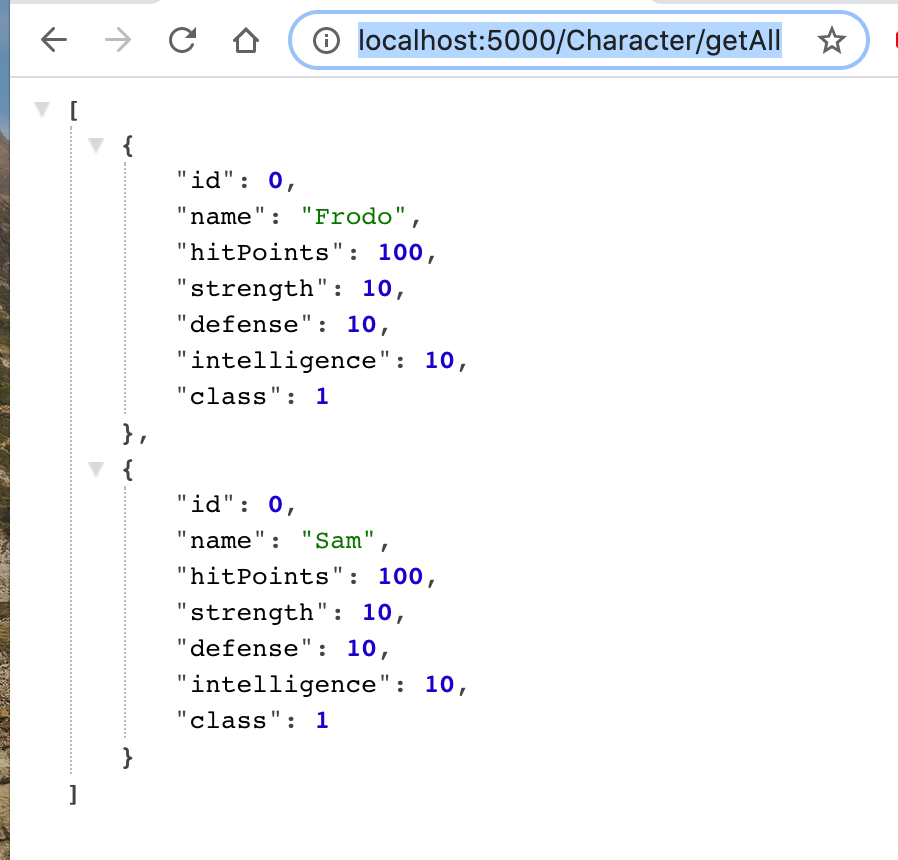 localhost:5000/Character/getAll
[
{
"id": 0,
"name": "Frodo",
"hitPoints": 100,
"strength": 10,
"defense": 10,
"intelligence": 10,
"class": 1
},
{
"id": 0,
"name": "Sam",
"hitPoints": 100,
"strength": 10,
"defense": 10,
"intelligence": 10,
"class": 1
}
]